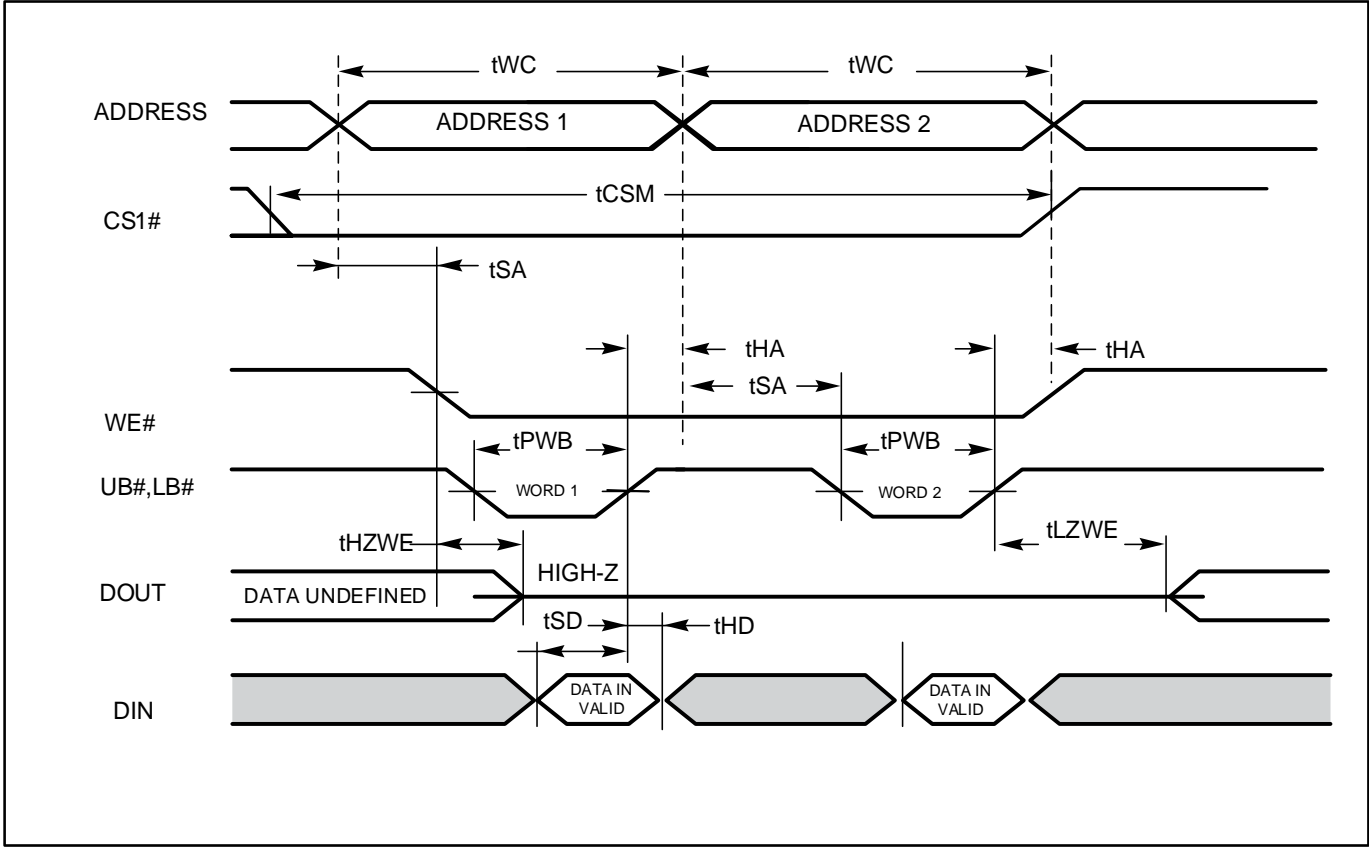 tWC tWC
ADDRESS ADDRESS 1 ADDRESS 2
tCSM
CS1#
tSA
tHA tHA
tSA
WE#
tPWB tPWB
UB#,LB# WORD 1 WORD 2
tHZWE tLZWE
HIGH-Z
DOUT DATA UNDEFINED
tSD tHD
DIN
DATA IN
VALID
DATA IN
VALID